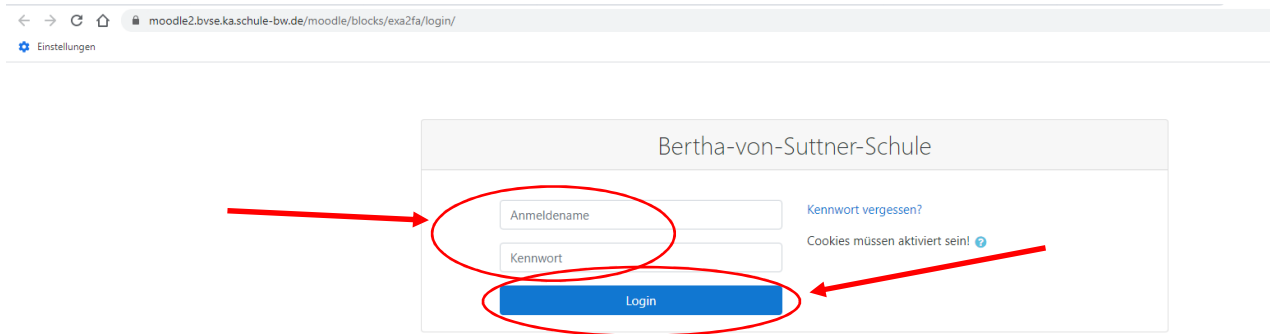 moodle2.bvse.ka.schule-bw.de/moodle/blocks/exa2fa/login/
Einstellungen
Bertha-von-Suttner-Schule
Anmeldename
Kennwort vergessen?
Cookies müssen aktiviert sein!
Kennwort
Login